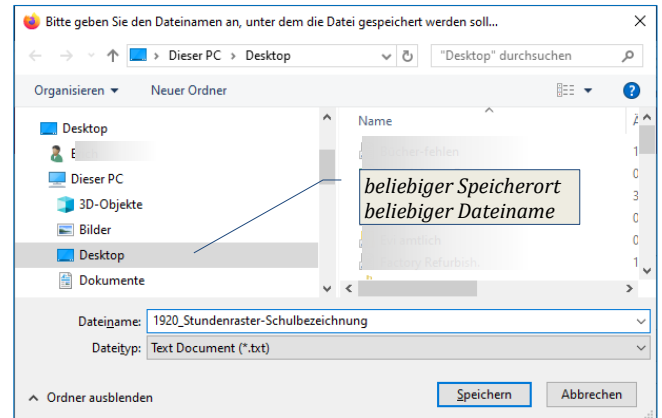 Bitte geben Sie den Dateinamen an, unter dem die Datei gespeichert werden soll...
Dieser PC > Desktop
"Desktop" durchsuchen
Organisieren
Neuer Ordner
Desktop
Dieser PC
3D-Objekte
Bilder
Desktop
Dokumente
Name
beliebiger Speicherort
beliebiger Dateiname
Factory Refurbish
Dateiname: 1920_Stundenraster-Schulbezeichnung
Dateityp: Text Document (*.txt)
Ordner ausblenden
Speichern
Abbrechen